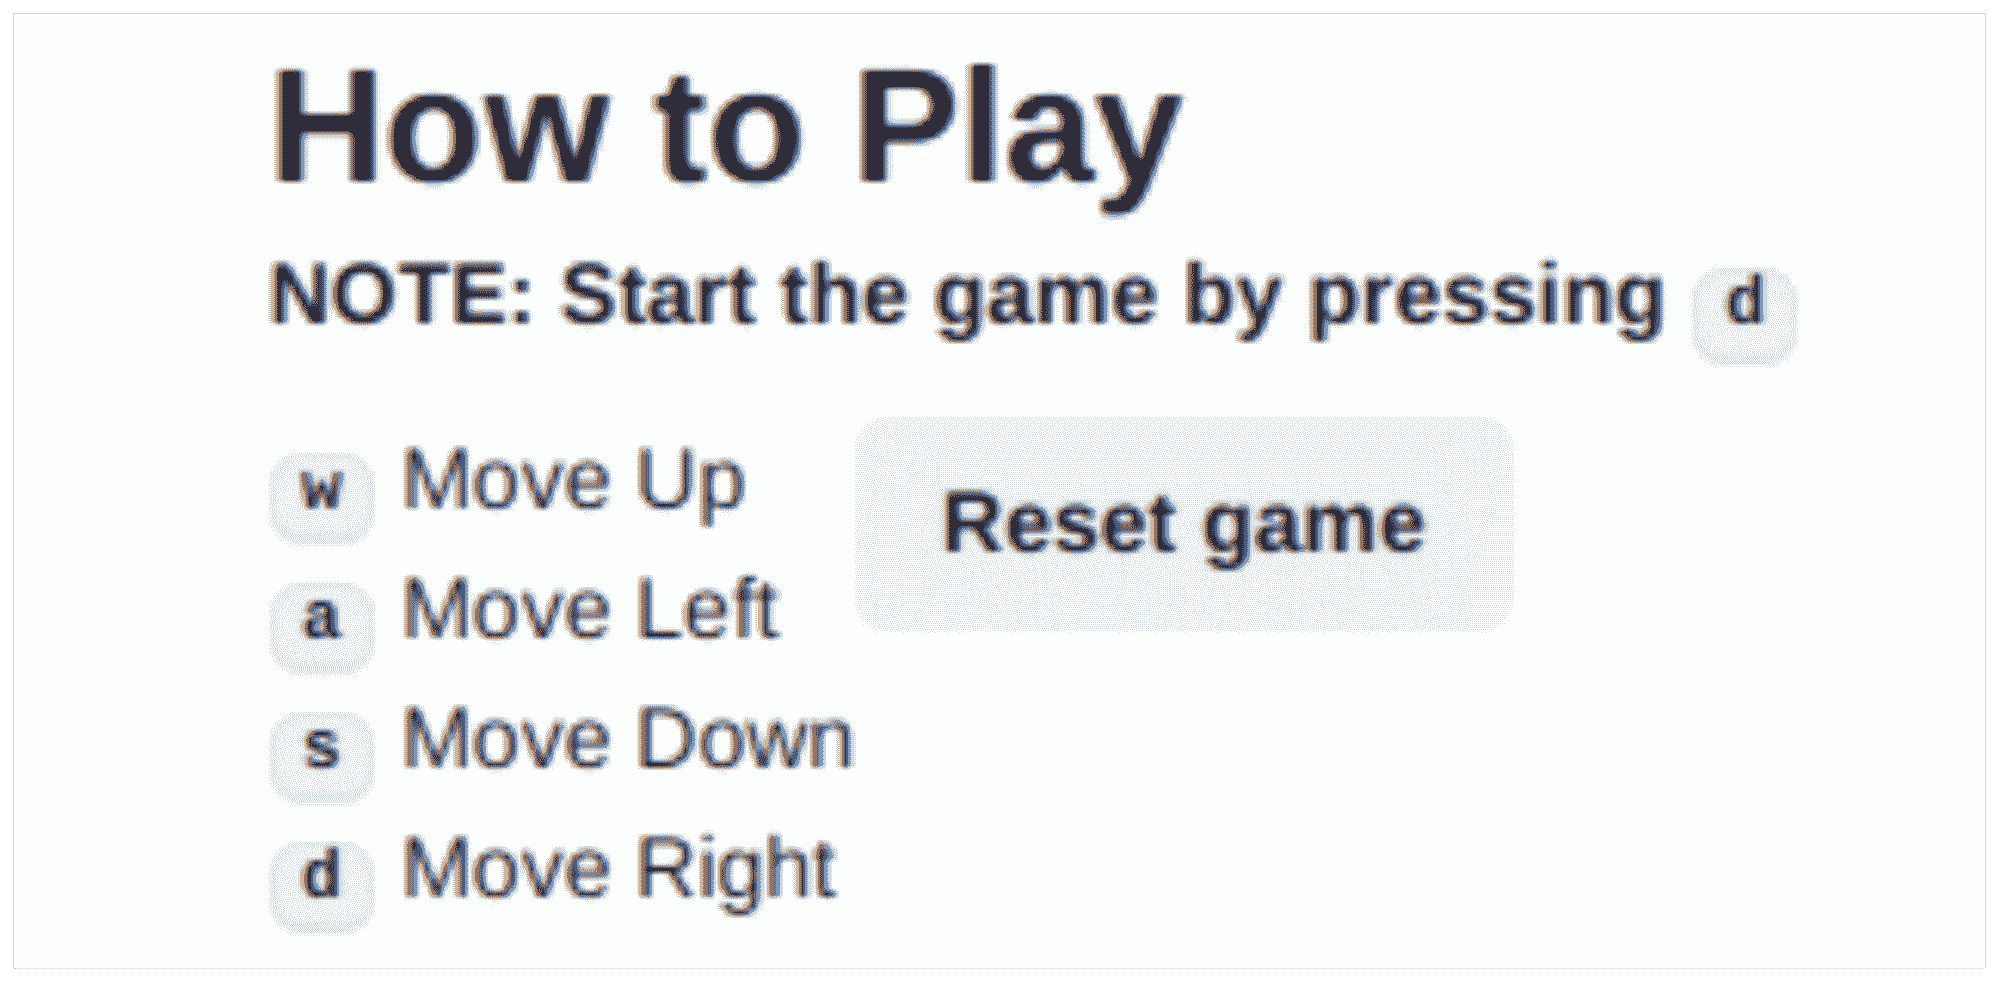 How to Play
NOTE: Start the game by pressing d
w Move Up
Reset game
a Move Left
s Move Down
d Move Right